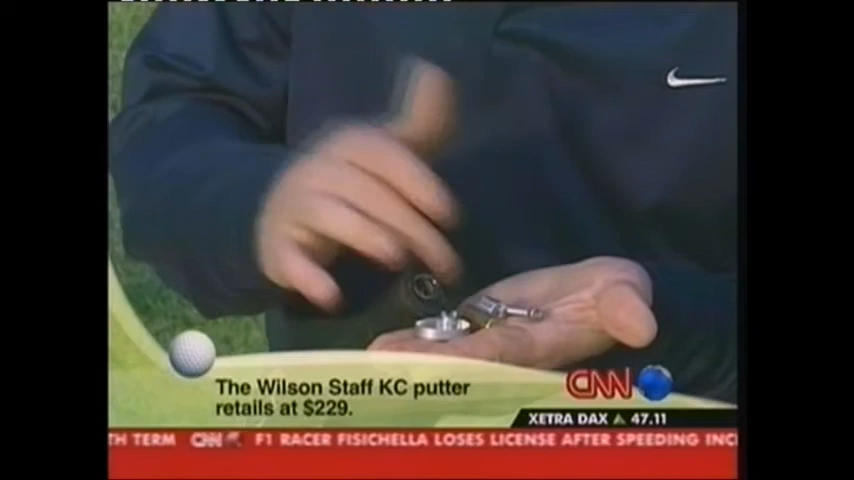 The Wilson Staff KC putter
retails at $229.
CNN
XETRA DAX ▲ 47.11
TH TERM CNN F1 RACER FISICHELLA LOSES LICENSE AFTER SPEEDING INC